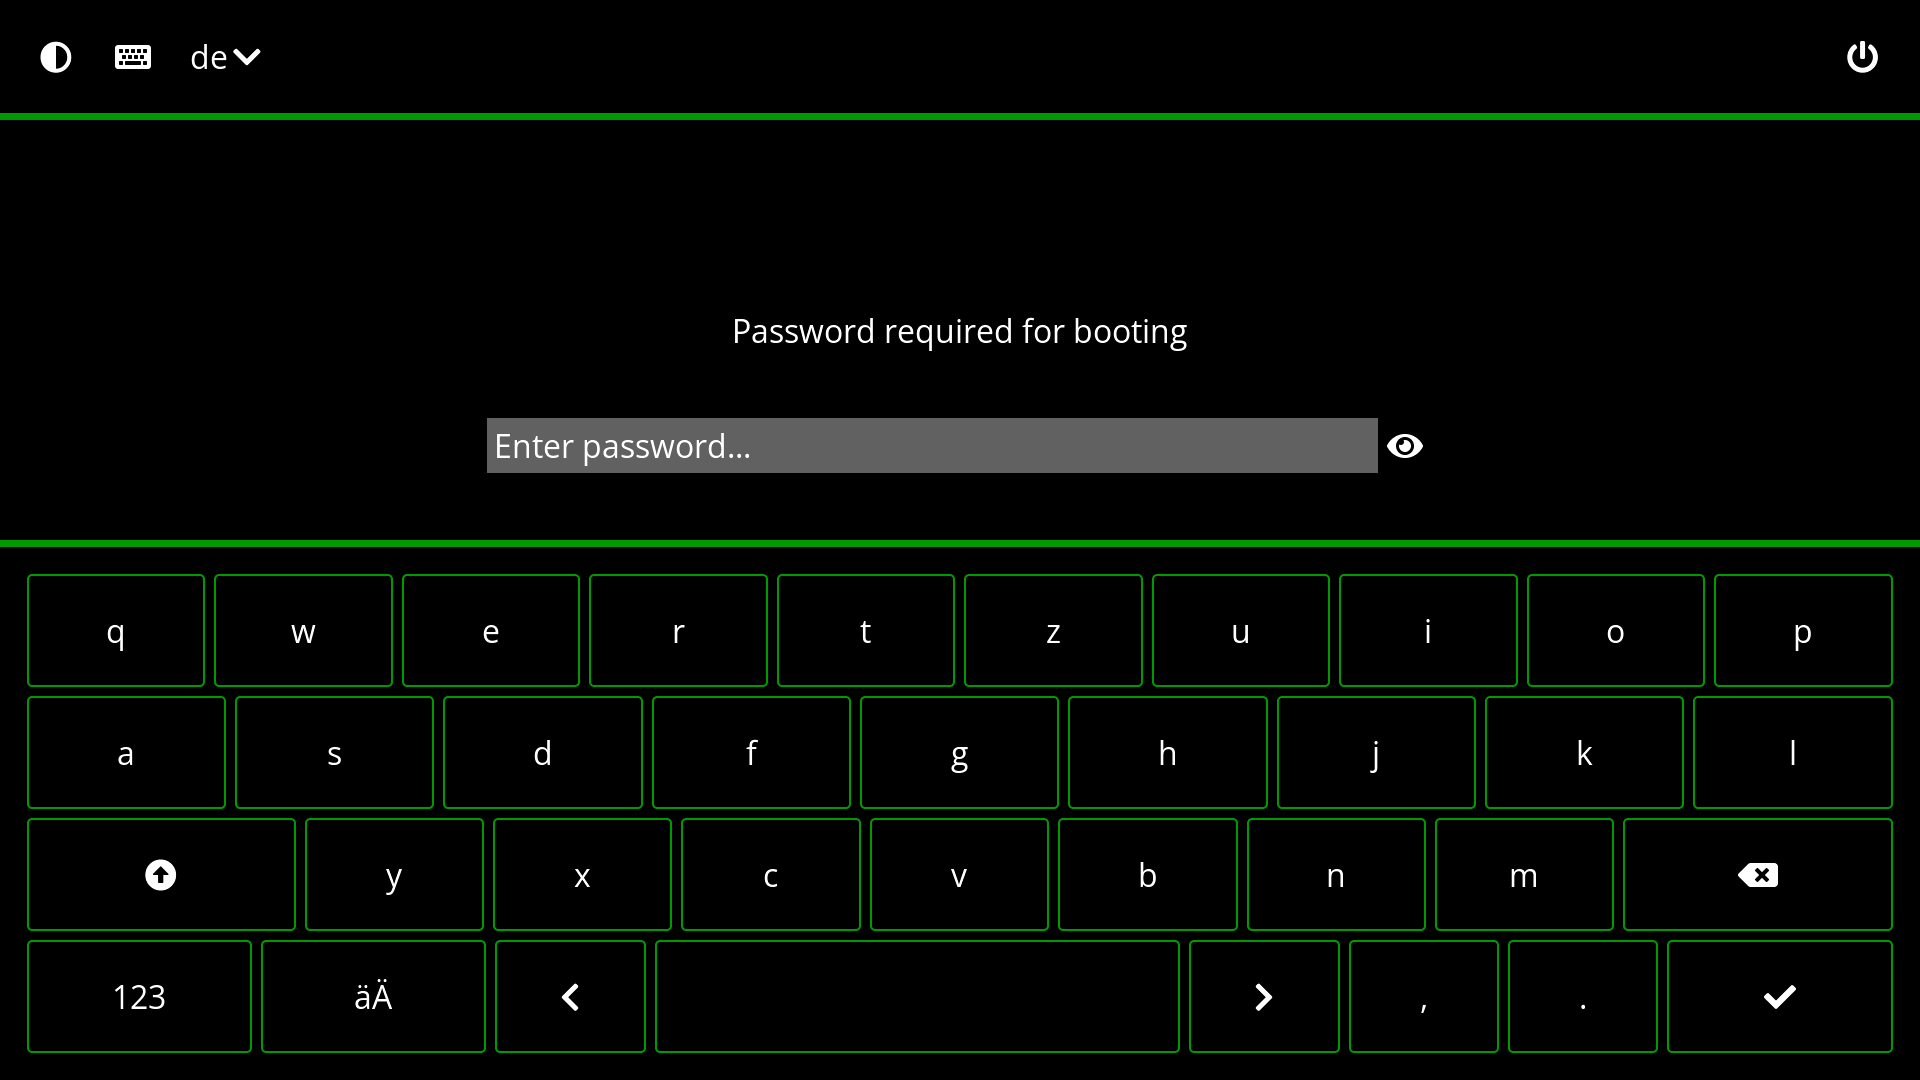 de
Password required for booting
Enter password...
q w e r t z u i o p
a s d f g h j k l
y x c v b n m
123 äÄ , .